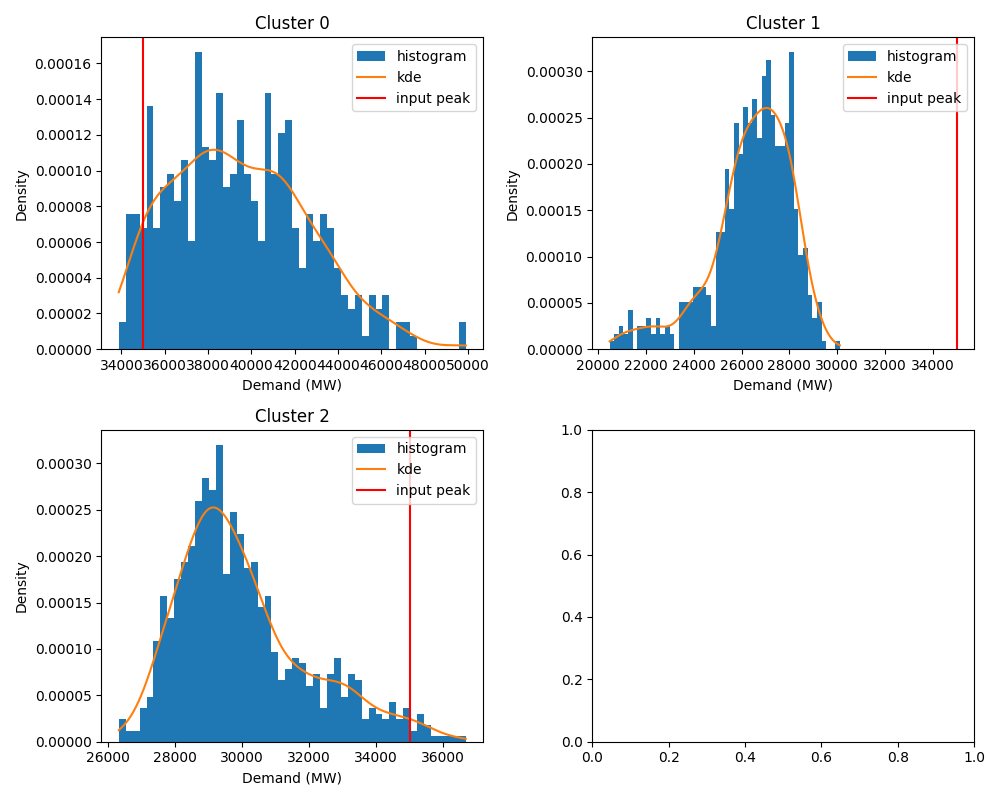 Cluster 0
histogram
kde
input peak
Density
0.00016
0.00014
0.00012
0.00010
0.00008
0.00006
0.00004
0.00002
0.00000
34000 36000 38000 40000 42000 44000 46000 48000 50000
Demand (MW)
Cluster 1
histogram
kde
input peak
Density
0.00030
0.00025
0.00020
0.00015
0.00010
0.00005
0.00000
20000 22000 24000 26000 28000 30000 32000 34000
Demand (MW)
Cluster 2
histogram
kde
input peak
Density
0.00030
0.00025
0.00020
0.00015
0.00010
0.00005
0.00000
26000 28000 30000 32000 34000 36000
Demand (MW)
1.0
0.8
0.6
0.4
0.2
0.0
0.0 0.2 0.4 0.6 0.8 1.0